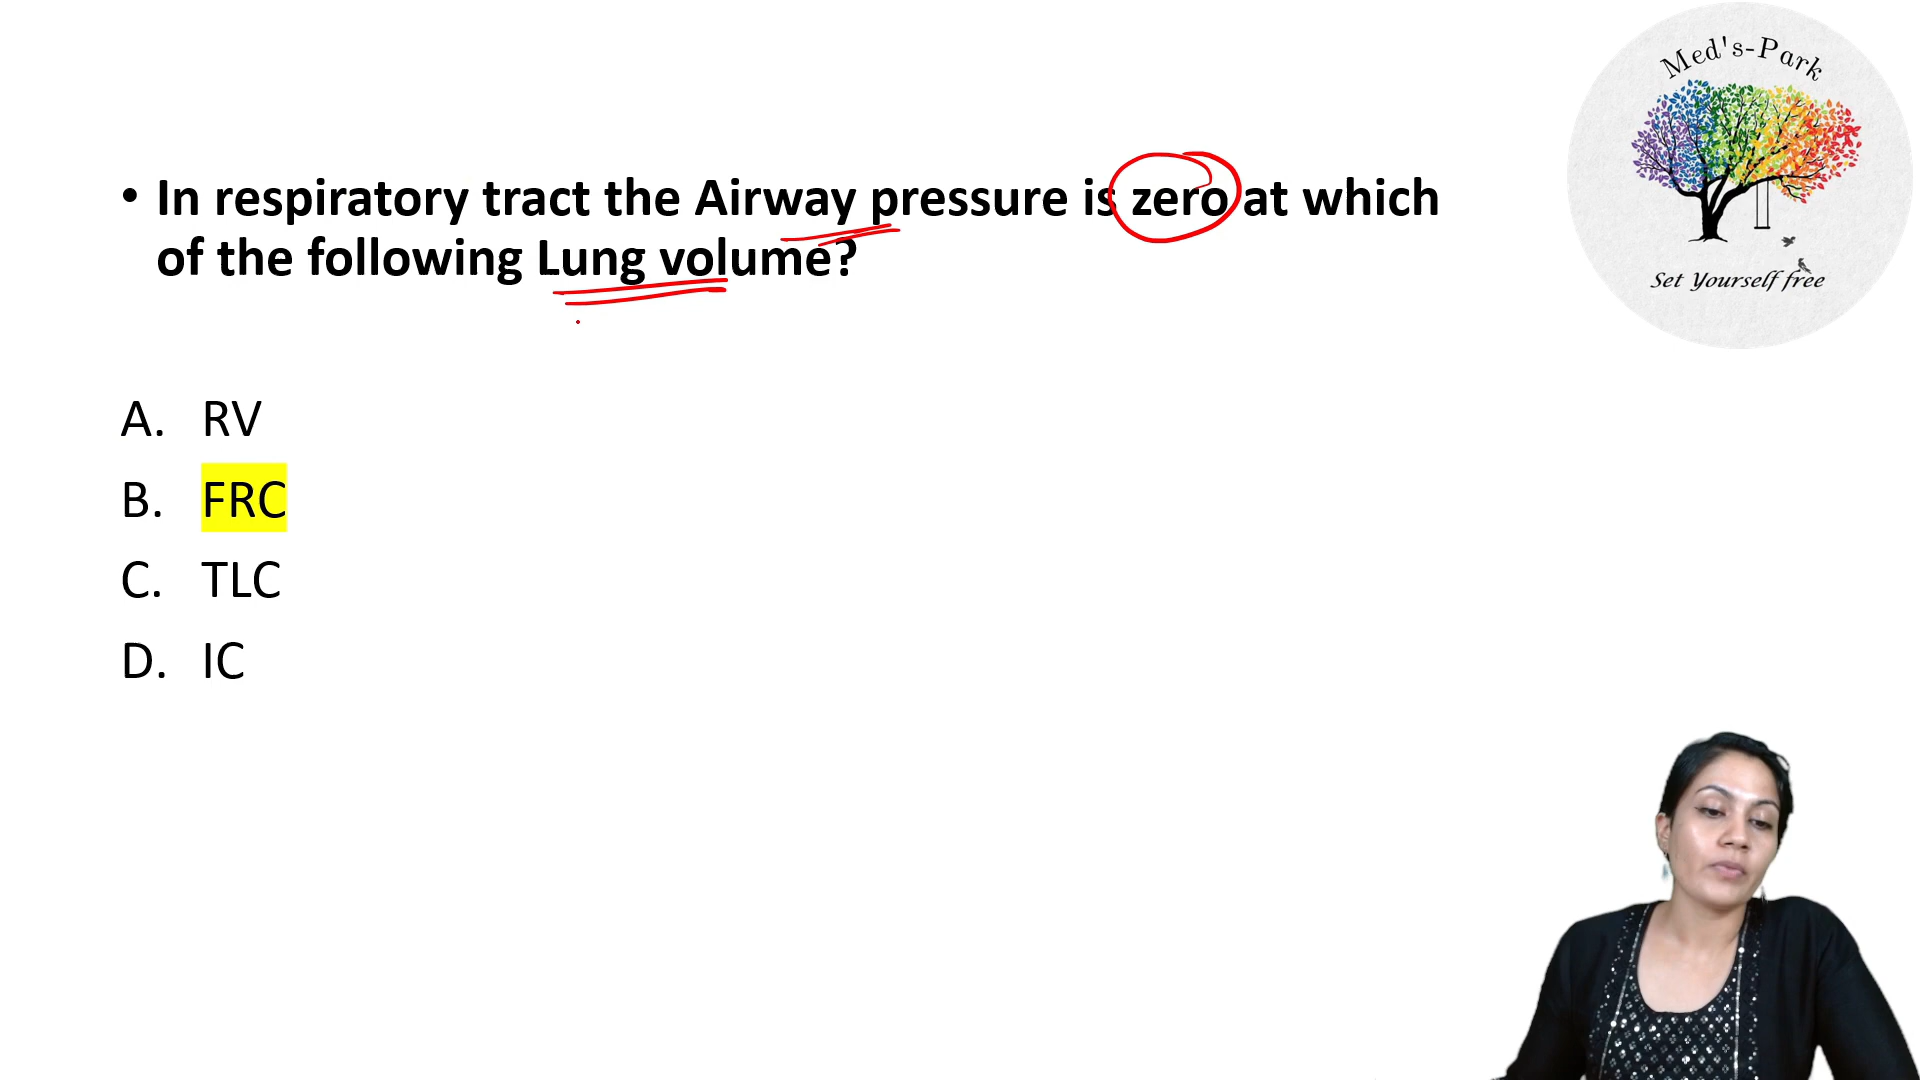 Med's-Park
Set Yourself free
• In respiratory tract the Airway pressure is zero at which
of the following Lung volume?
A. RV
B. FRC
C. TLC
D. IC